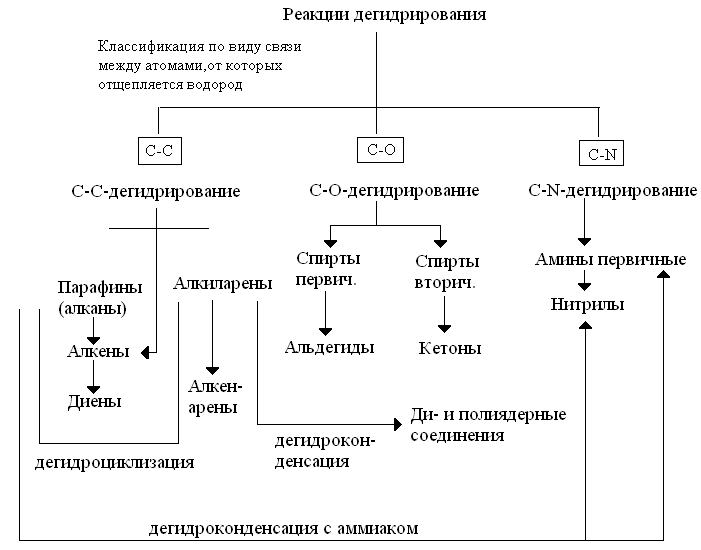 Реакции дегидрирования
Классификация по виду связи
между атомами,от которых
отщепляется водород
С-С
С-О
С-N
С-С-дегидрирование
С-О-дегидрирование
С-N-дегидрирование
Парафины
(алканы)
Алкиларены
Спирты
первич.
Спирты
вторич.
Амины первичные
Нитрилы
Алкены
Альдегиды
Кетоны
Диены
Алкен-
арены
Ди- и полиядерные
соединения
дегидрокон-
денсация
дегидроциклизация
дегидроконденсация с аммиаком